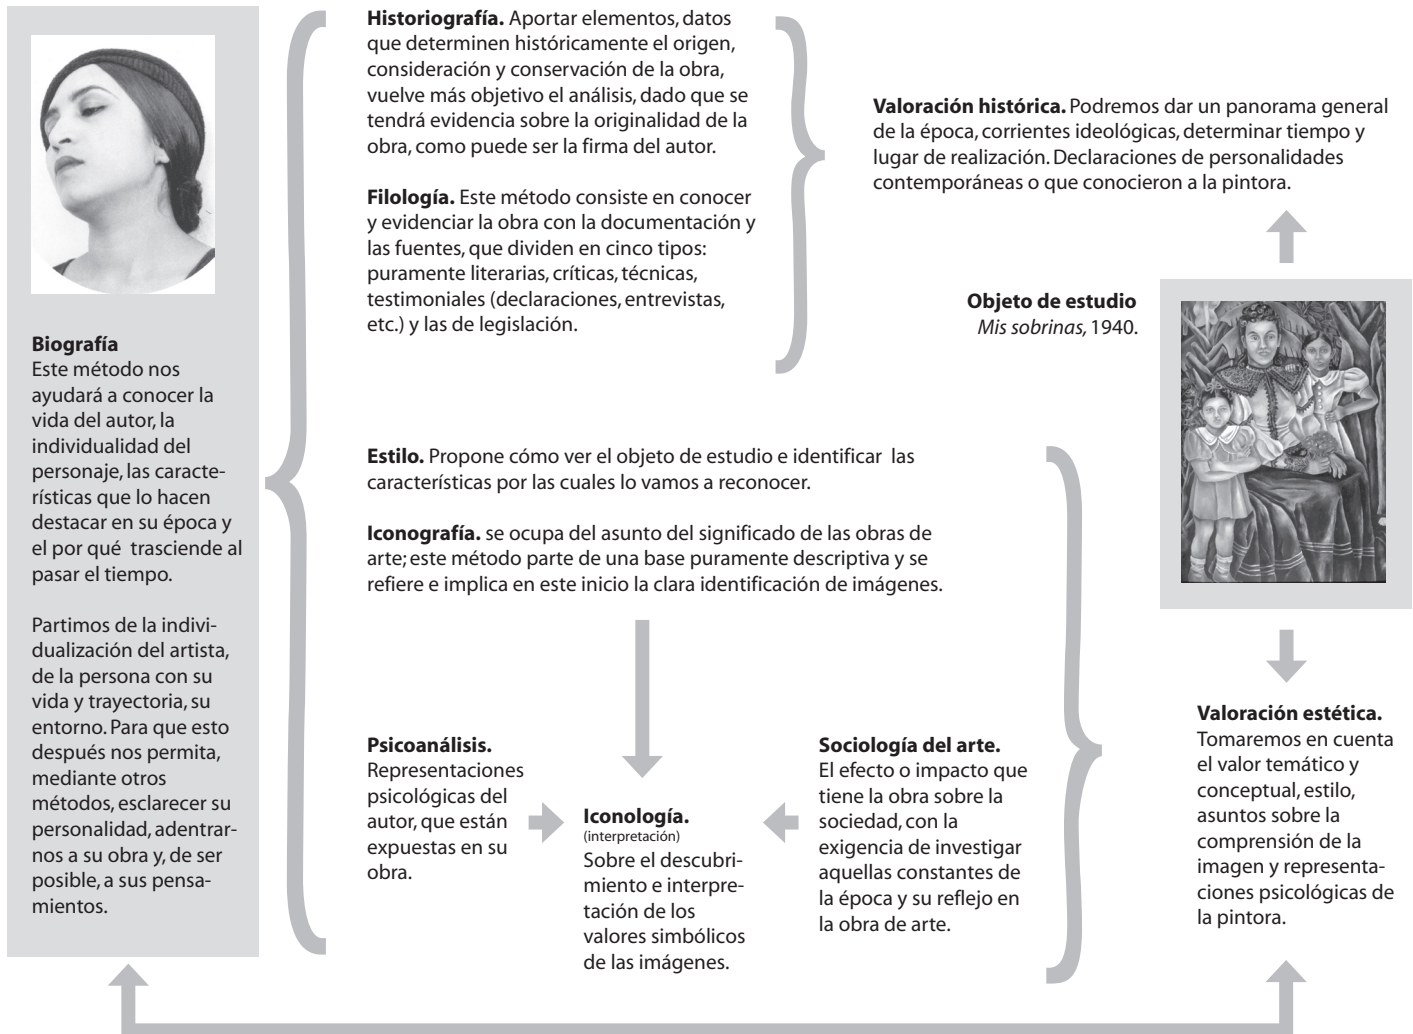 Biografía
Este método nos
ayudará a conocer la
vida del autor, la
individualidad del
personaje, las caracte-
rísticas que lo hacen
destacar en su época y
el por qué trasciende al
pasar el tiempo.
Partimos de la indivi-
dualización del artista,
de la persona con su
vida y trayectoria, su
entorno. Para que esto
después nos permita,
mediante otros
métodos, esclarecer su
personalidad, adentrar-
nos a su obra y, de ser
posible, a sus pensa-
mientos.
Historiografía. Aportar elementos, datos
que determinen históricamente el origen,
consideración y conservación de la obra,
vuelve más objetivo el análisis, dado que se
tendrá evidencia sobre la originalidad de la
obra, como puede ser la firma del autor.
Filología. Este método consiste en conocer
y evidenciar la obra con la documentación y
las fuentes, que dividen en cinco tipos:
puramente literarias, críticas, técnicas,
testimoniales (declaraciones, entrevistas,
etc.) y las de legislación.
Valoración histórica. Podremos dar un panorama general
de la época, corrientes ideológicas, determinar tiempo y
lugar de realización. Declaraciones de personalidades
contemporáneas o que conocieron a la pintora.
Objeto de estudio
Mis sobrinas, 1940.
Estilo. Propone cómo ver el objeto de estudio e identificar las
características por las cuales lo vamos a reconocer.
Iconografía. se ocupa del asunto del significado de las obras de
arte; este método parte de una base puramente descriptiva y se
refiere e implica en este inicio la clara identificación de imágenes.
Psicoanálisis.
Representaciones
psicológicas del
autor, que están
expuestas en su
obra.
Iconología.
(interpretación)
Sobre el descubri-
miento e interpre-
tación de los
valores simbólicos
de las imágenes.
Sociología del arte.
El efecto o impacto que
tiene la obra sobre la
sociedad, con la
exigencia de investigar
aquellas constantes de
la época y su reflejo en
la obra de arte.
Valoración estética.
Tomaremos en cuenta
el valor temático y
conceptual, estilo,
asuntos sobre la
comprensión de la
imagen y representa-
ciones psicológicas de
la pintora.